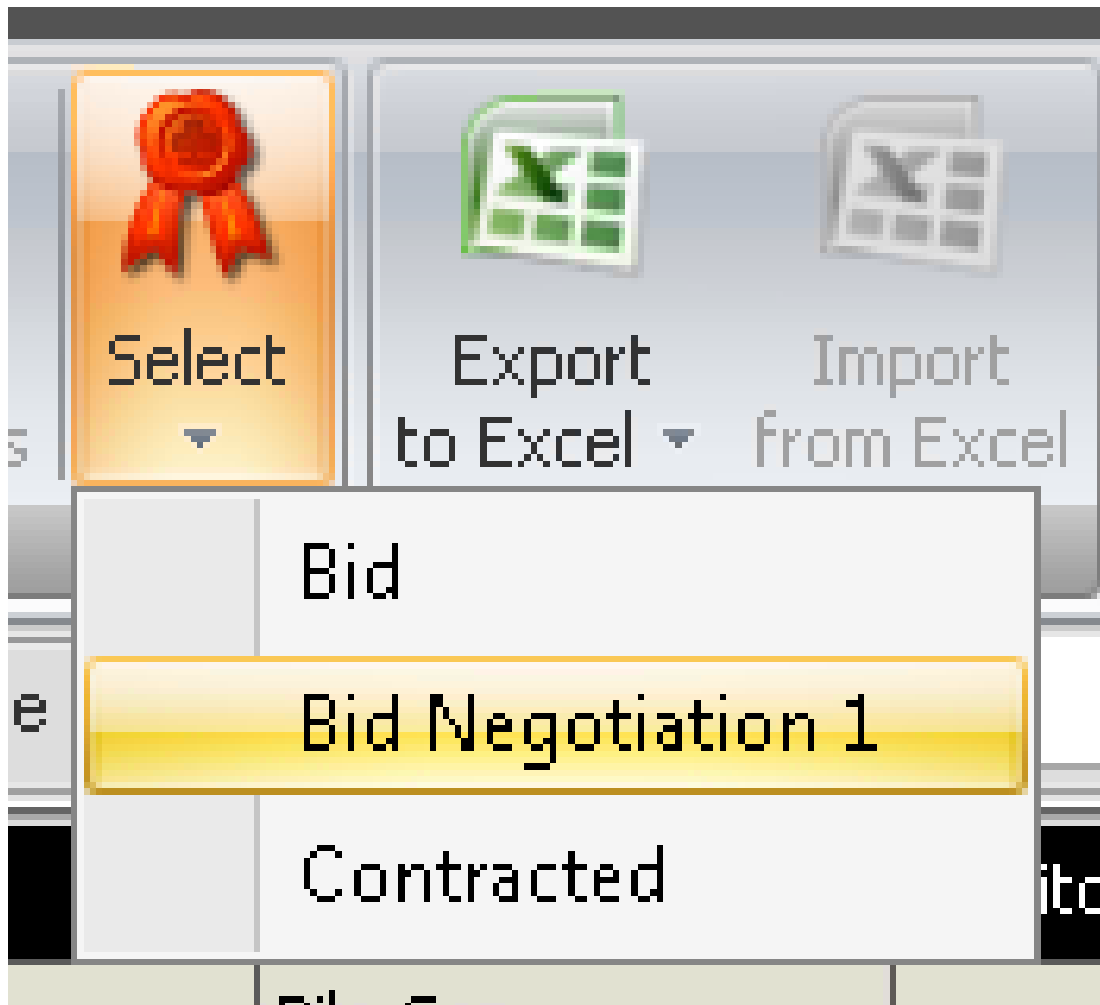 Select
Export
to Excel
Import
from Excel
Bid
Bid Negotiation 1
Contracted